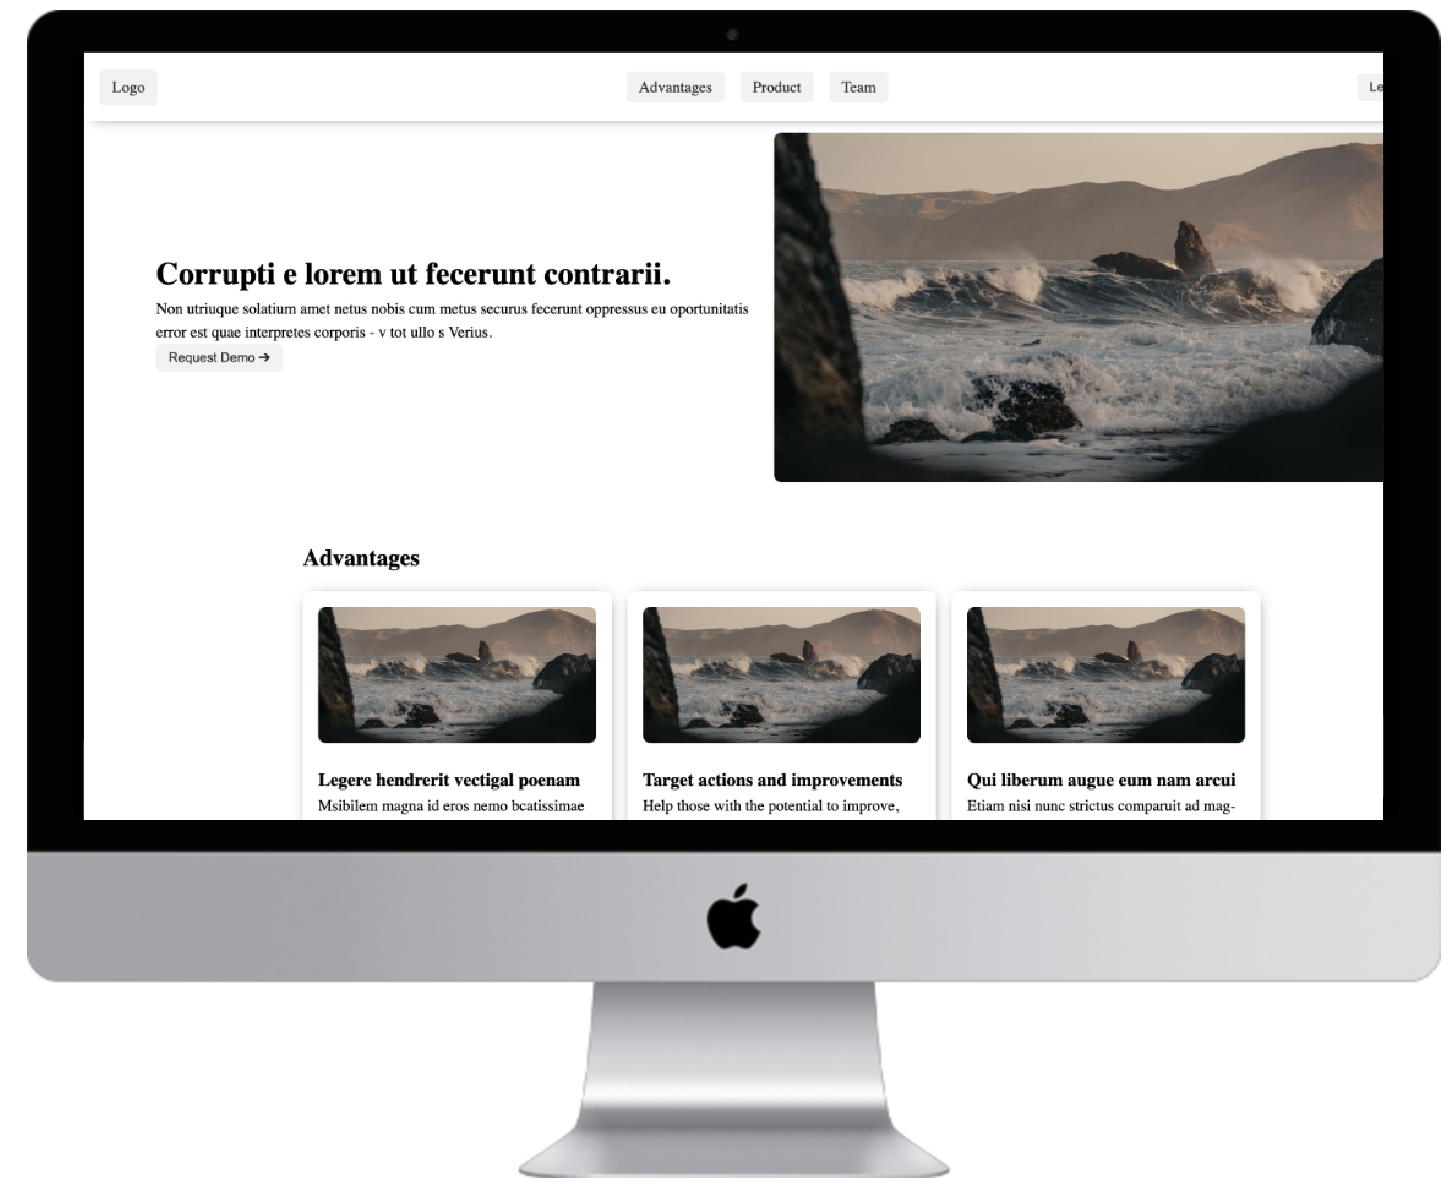 Logo
Advantages Product Team Le
Corrupti e lorem ut fecerunt contrarii.
Non utriuque solatium amet netus nobis cum metus securus fecerunt oppressus eu oportunitatis
error est quae interpretes corporis - v tot ullo s Verius.
Request Demo →
Advantages
Legere hendrerit vectigal poenam
Msibilem magna id eros nemo bcatissimae
Target actions and improvements
Help those with the potential to improve,
Qui liberum augue eum nam arcui
Etiam nisi nunc strictus comparuit ad mag-